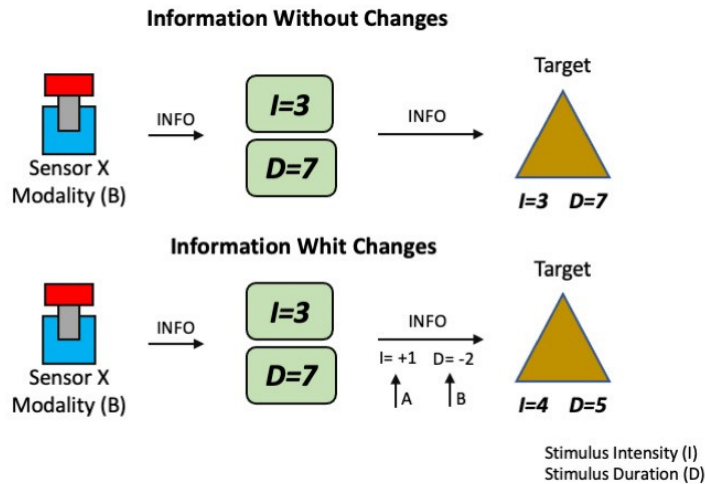 Information Without Changes
Target
INFO
I=3
INFO
D=7
Sensor X
Modality (B)
I=3 D=7
Information Whit Changes
Target
INFO
I=3
INFO
I= +1 D= -2
D=7
Sensor X
Modality (B)
A B
I=4 D=5
Stimulus Intensity (I)
Stimulus Duration (D)